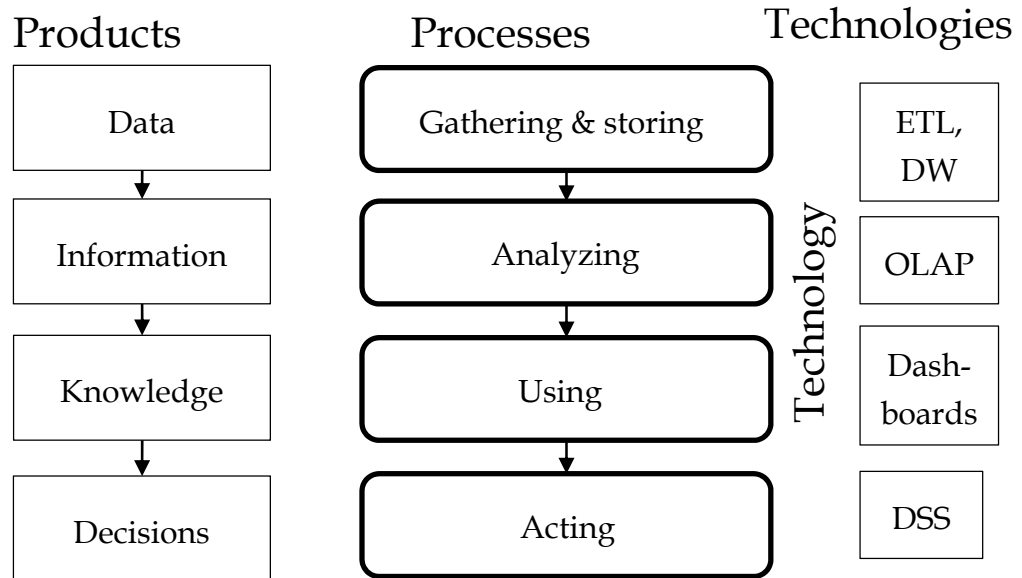 Products
Processes
Technologies
Data
Gathering & storing
ETL,
DW
Information
Analyzing
OLAP
Technology
Knowledge
Using
Dash-
boards
Decisions
Acting
DSS